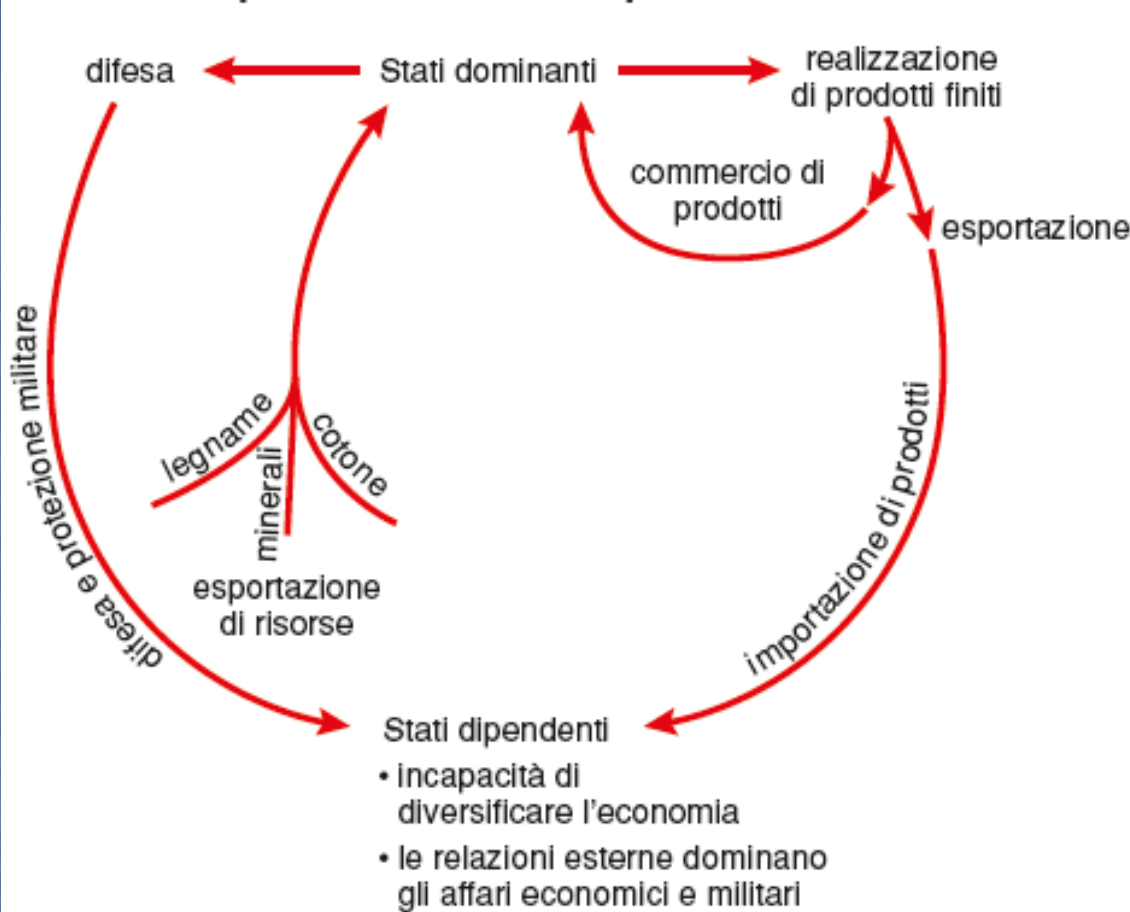 difesa
Stati dominanti
realizzazione
di prodotti finiti
commercio di
prodotti
esportazione
difesa e protezione militare
legname
minerali
cotone
esportazione
di risorse
importazione di prodotti
Stati dipendenti
• incapacità di
diversificare l'economia
• le relazioni esterne dominano
gli affari economici e militari